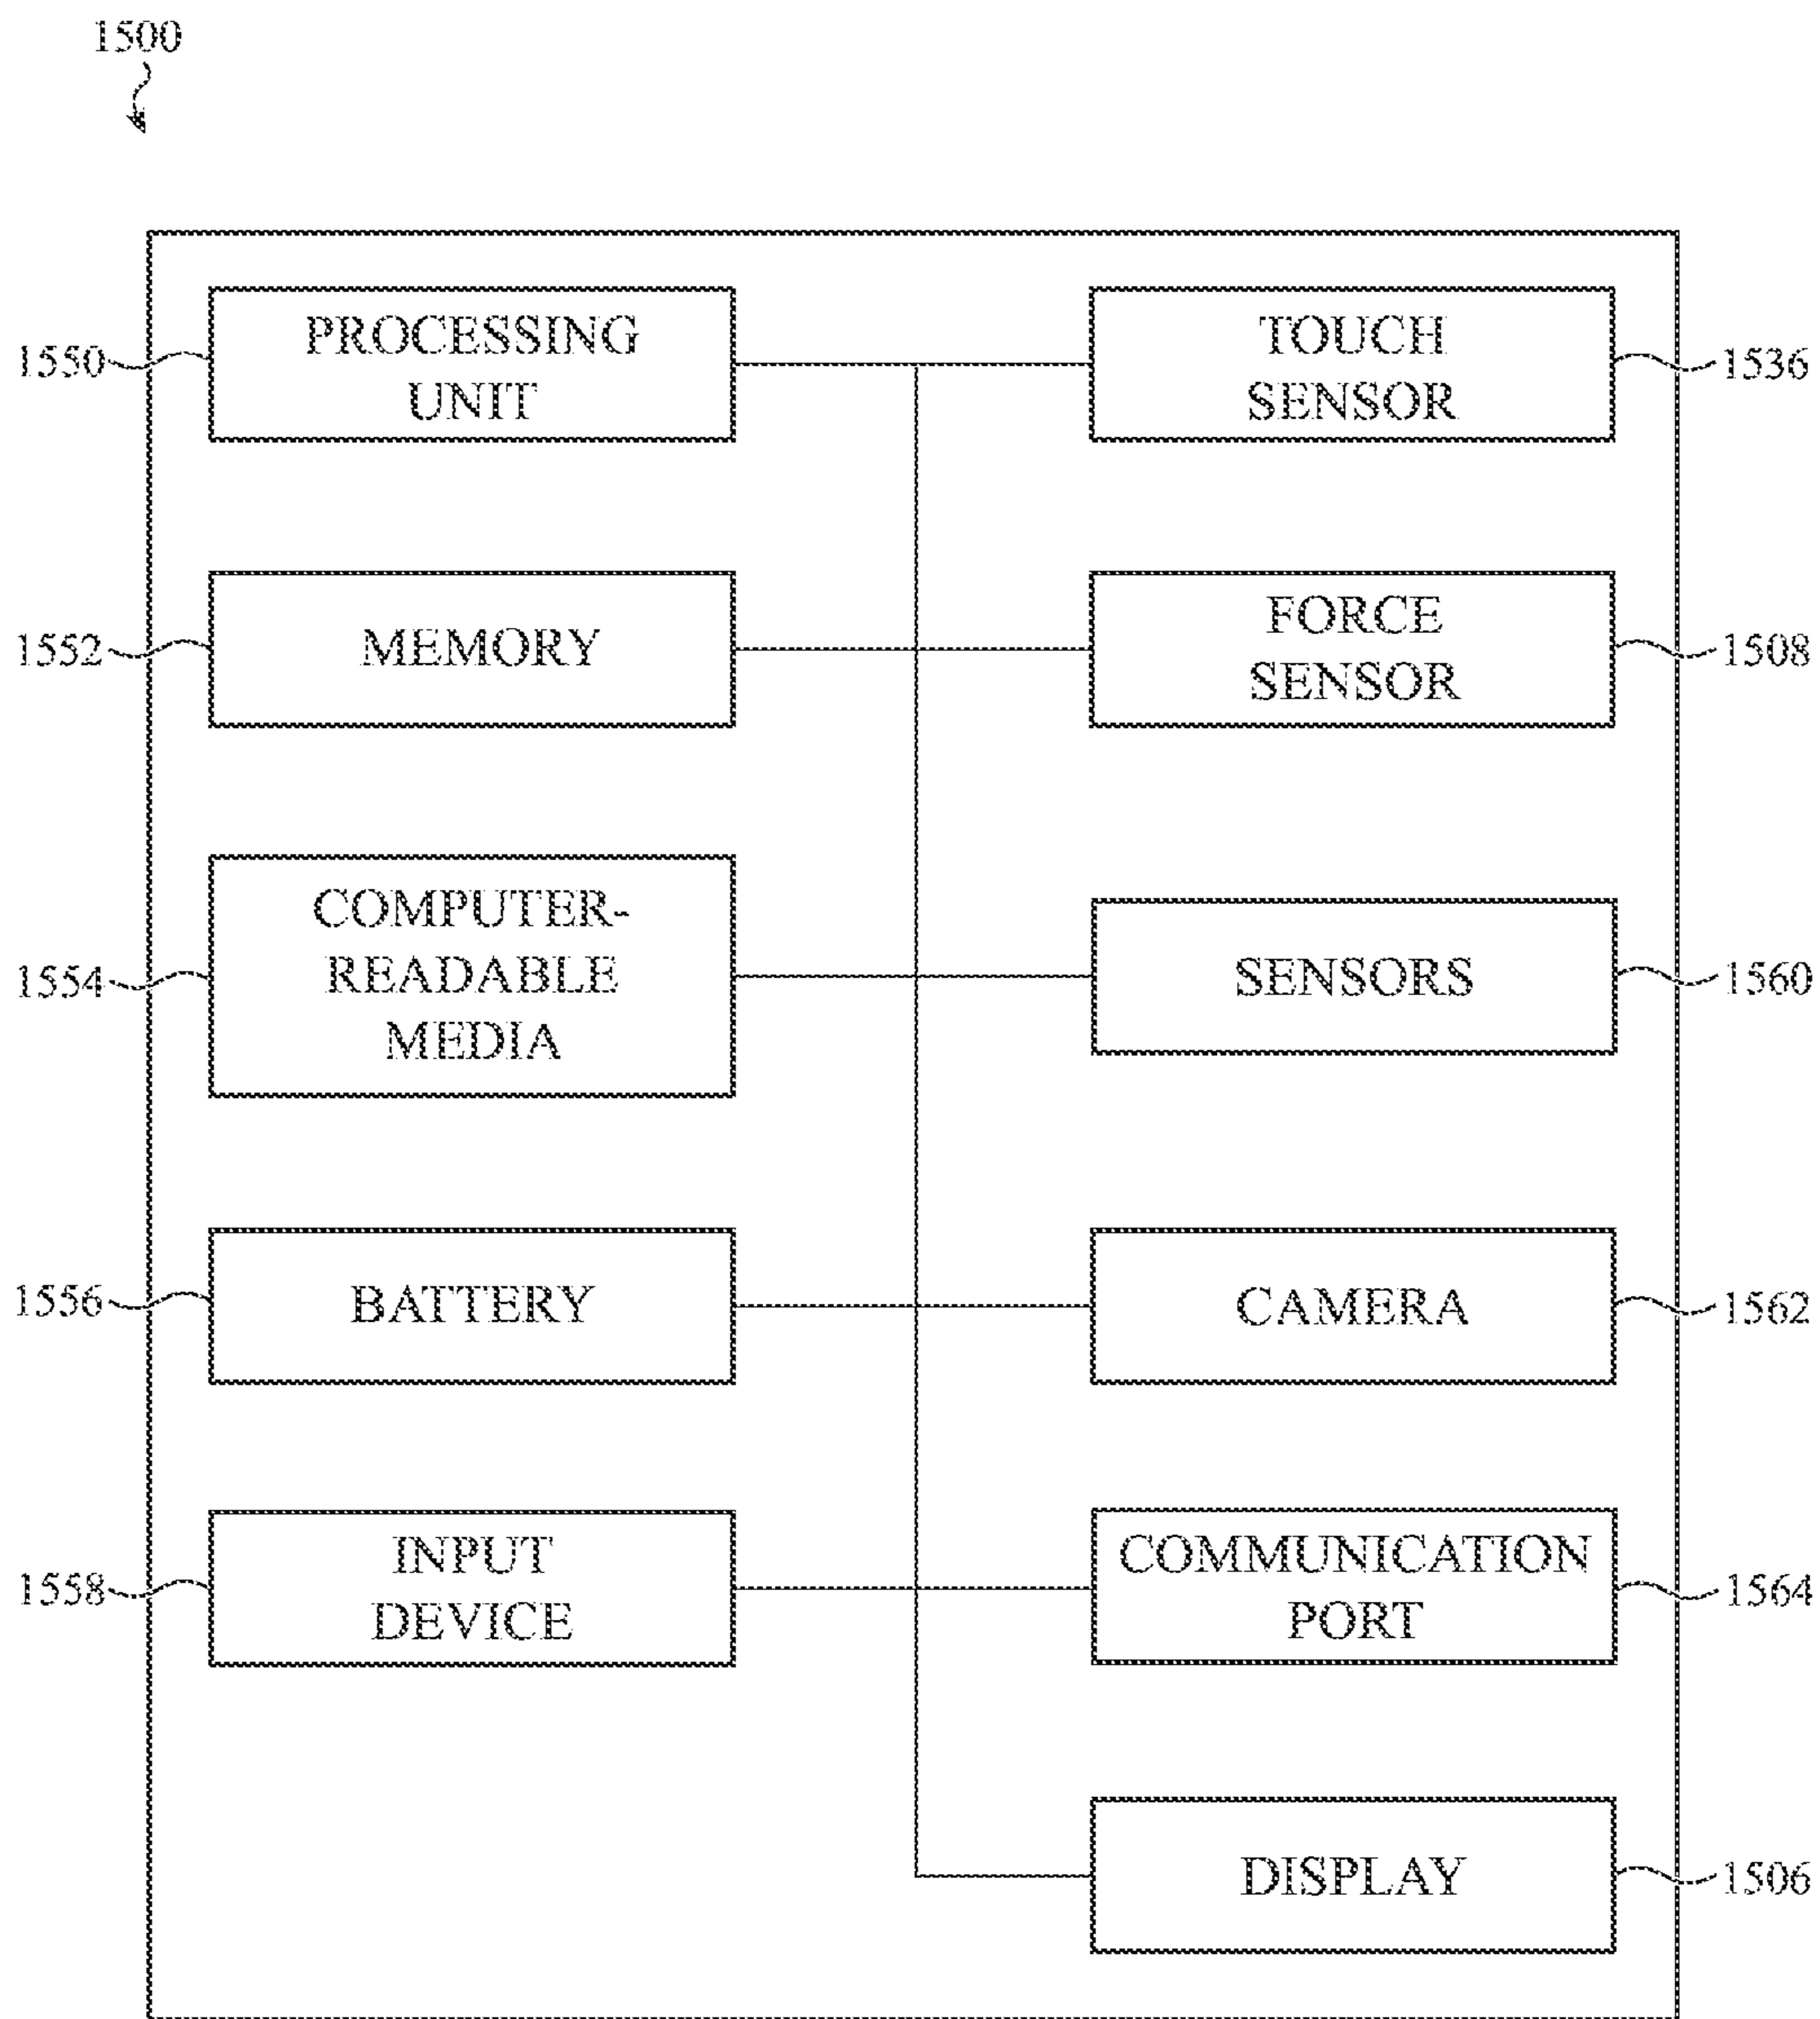 1500
1550
PROCESSING
UNIT
TOUCH
SENSOR
1536
1552
MEMORY
FORCE
SENSOR
1508
1554
COMPUTER-
READABLE
MEDIA
SENSORS
1560
1556
BATTERY
CAMERA
1562
1558
INPUT
DEVICE
COMMUNICATION
PORT
1564
DISPLAY
1506